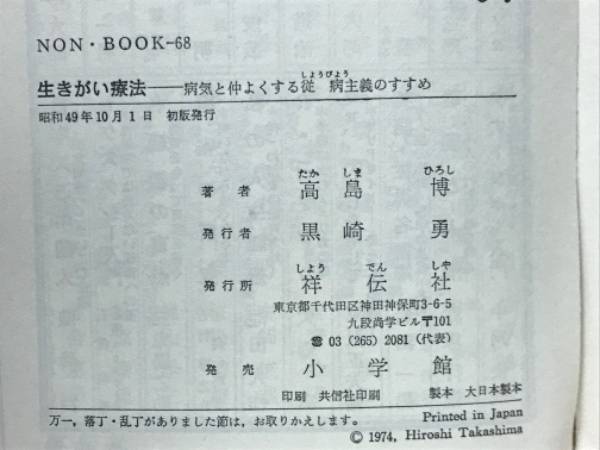 NON・BOOK-68
生きがい療法——病気と仲よくする従病主義のすすめ
しようびよう
昭和49年10月1日 初版発行
たか しま ひろし
著者 高島博
発行者 黒崎勇
しよう でん しや
発行所 祥伝社
東京都千代田区神田神保町3-6-5
九段尚学ビル〒101
☎ 03 (265) 2081 (代表)
発売 小学館
印刷 共信社印刷 製本 大日本製本
万一，落丁・乱丁がありました節は，お取りかえします。
Printed in Japan
© 1974, Hiroshi Takashima